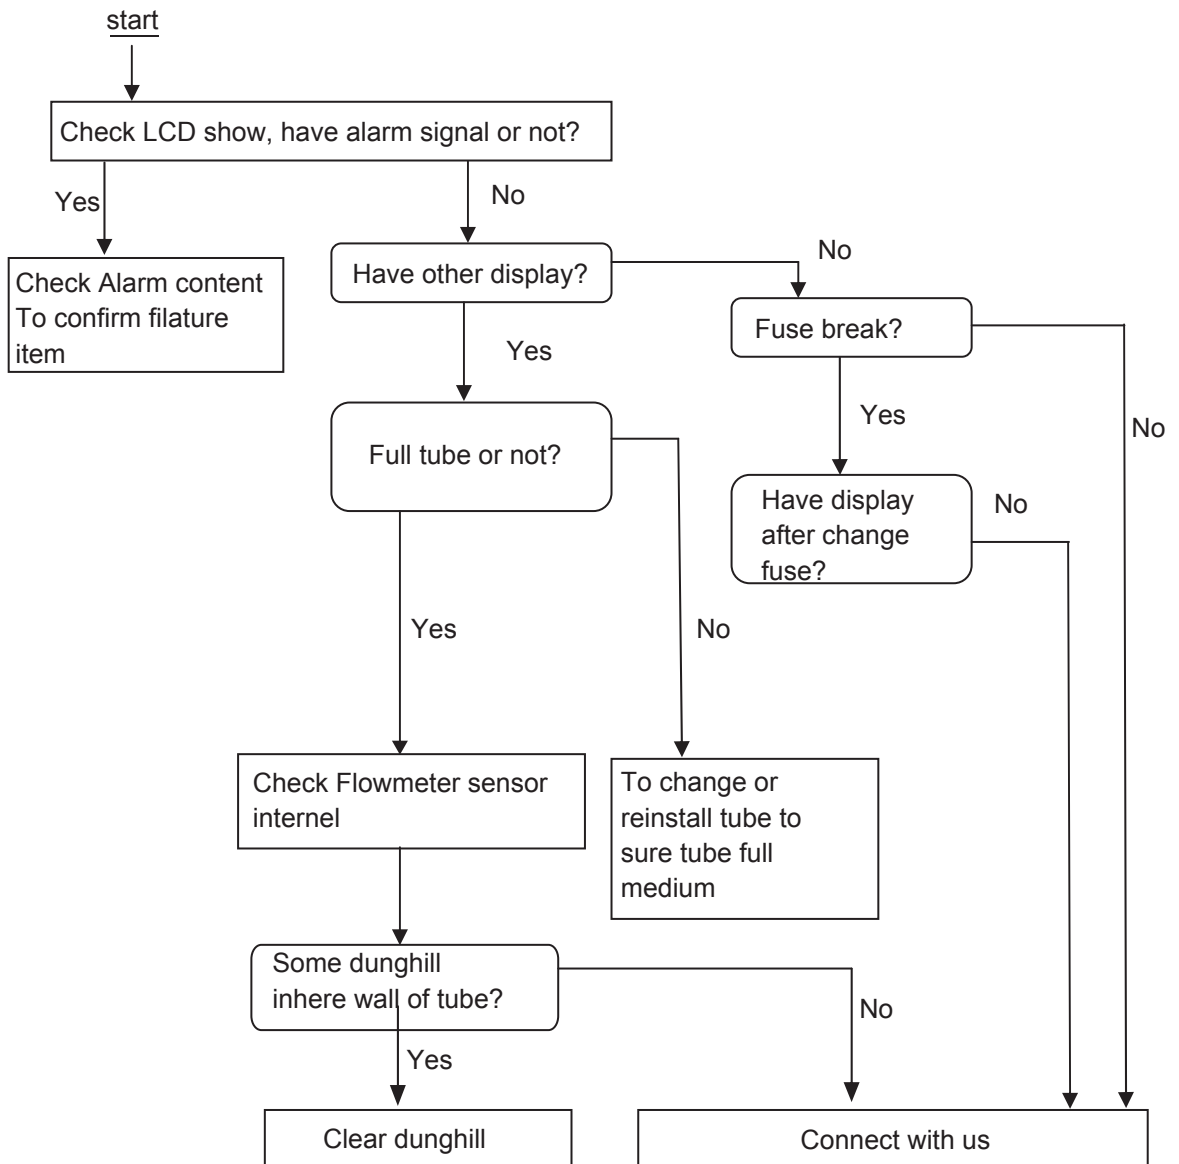 start
Check LCD show, have alarm signal or not?
Yes
No
Check Alarm content
To confirm filature
item
Have other display?
No
Fuse break?
Yes
Yes
No
Full tube or not?
Have display
after change
fuse?
No
Yes
No
Check Flowmeter sensor
internel
To change or
reinstall tube to
sure tube full
medium
Some dunghill
inhere wall of tube?
No
Yes
Clear dunghill
Connect with us